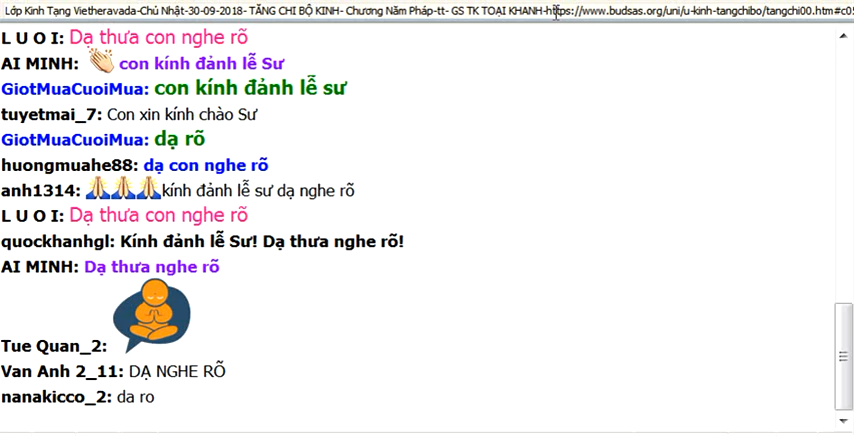 Lớp Kinh Tạng Vietheravada-Chủ Nhật-30-09-2018- TĂNG CHI BỘ KINH- Chương Năm Pháp-tt- GS TK TOẠI KHANH-https://www.budsas.org/uni/u-kinh-tangchibo/tangchi00.htm#c05
L U O I: Dạ thưa con nghe rõ
AI MINH: con kính đảnh lễ Sư
GiotMuaCuoiMua: con kính đảnh lễ sư
tuyetmai_7: Con xin kính chào Sư
GiotMuaCuoiMua: dạ rõ
huongmuahe88: dạ con nghe rõ
anh1314: 🙏🙏🙏kính đảnh lễ sư dạ nghe rõ
L U O I: Dạ thưa con nghe rõ
quockhanhgl: Kính đảnh lễ Sư! Dạ thưa nghe rõ!
AI MINH: Dạ thưa nghe rõ
Tue Quan_2:
Van Anh 2_11: DẠ NGHE RÕ
nanakicco_2: da ro